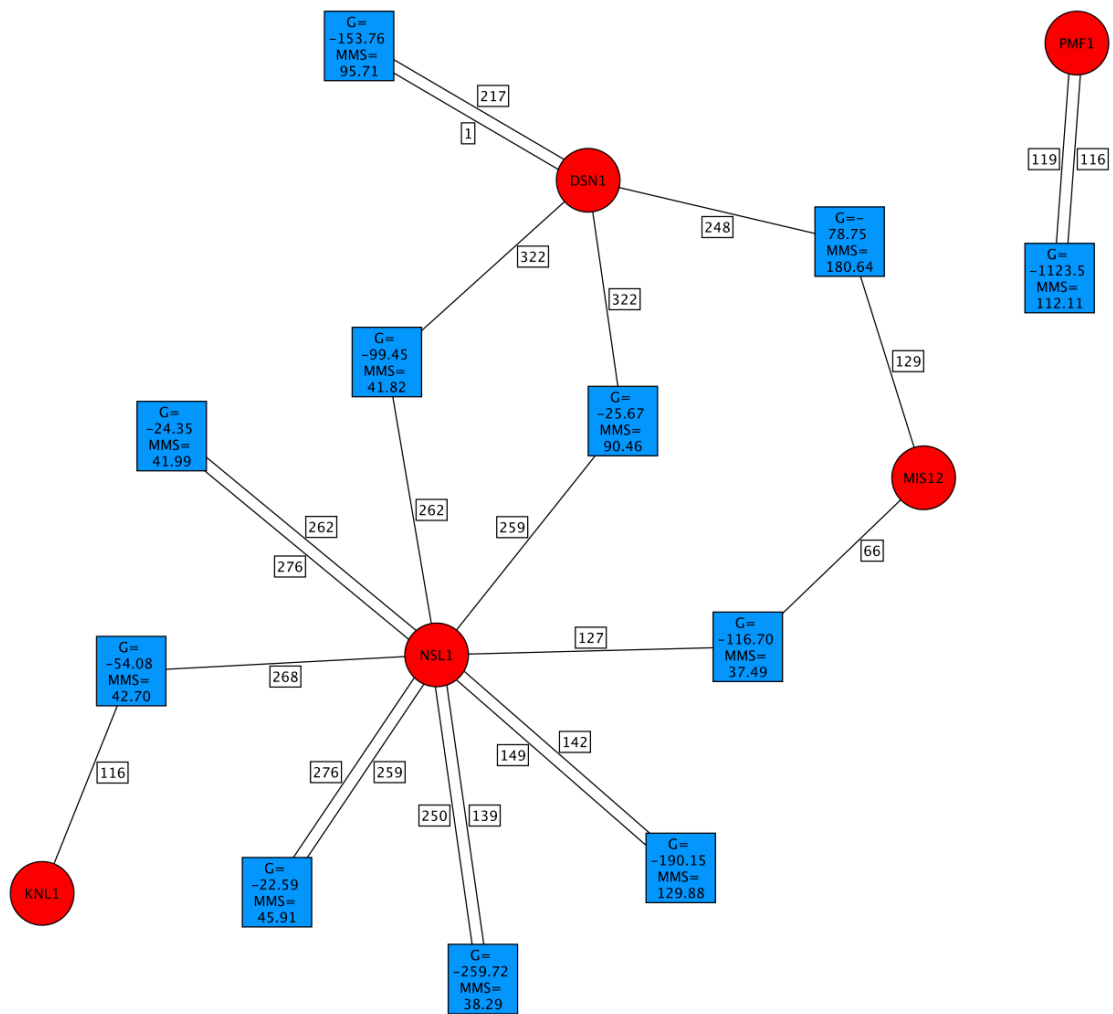 G=
-153.76
MMS=
95.71
PMF1
217
1
119
116
DSN1
248
G=-
78.75
MMS=
180.64
322
322
G=
-1123.5
MMS=
112.11
G=
-99.45
MMS=
41.82
129
G=
-25.67
MMS=
90.46
G=
-24.35
MMS=
41.99
MIS12
262
262
259
276
66
G=
-116.70
MMS=
37.49
127
NSL1
G=
-54.08
MMS=
42.70
268
142
149
116
276
259
250
139
G=
-190.15
MMS=
129.88
KNL1
G=
-22.59
MMS=
45.91
G=
-259.72
MMS=
38.29